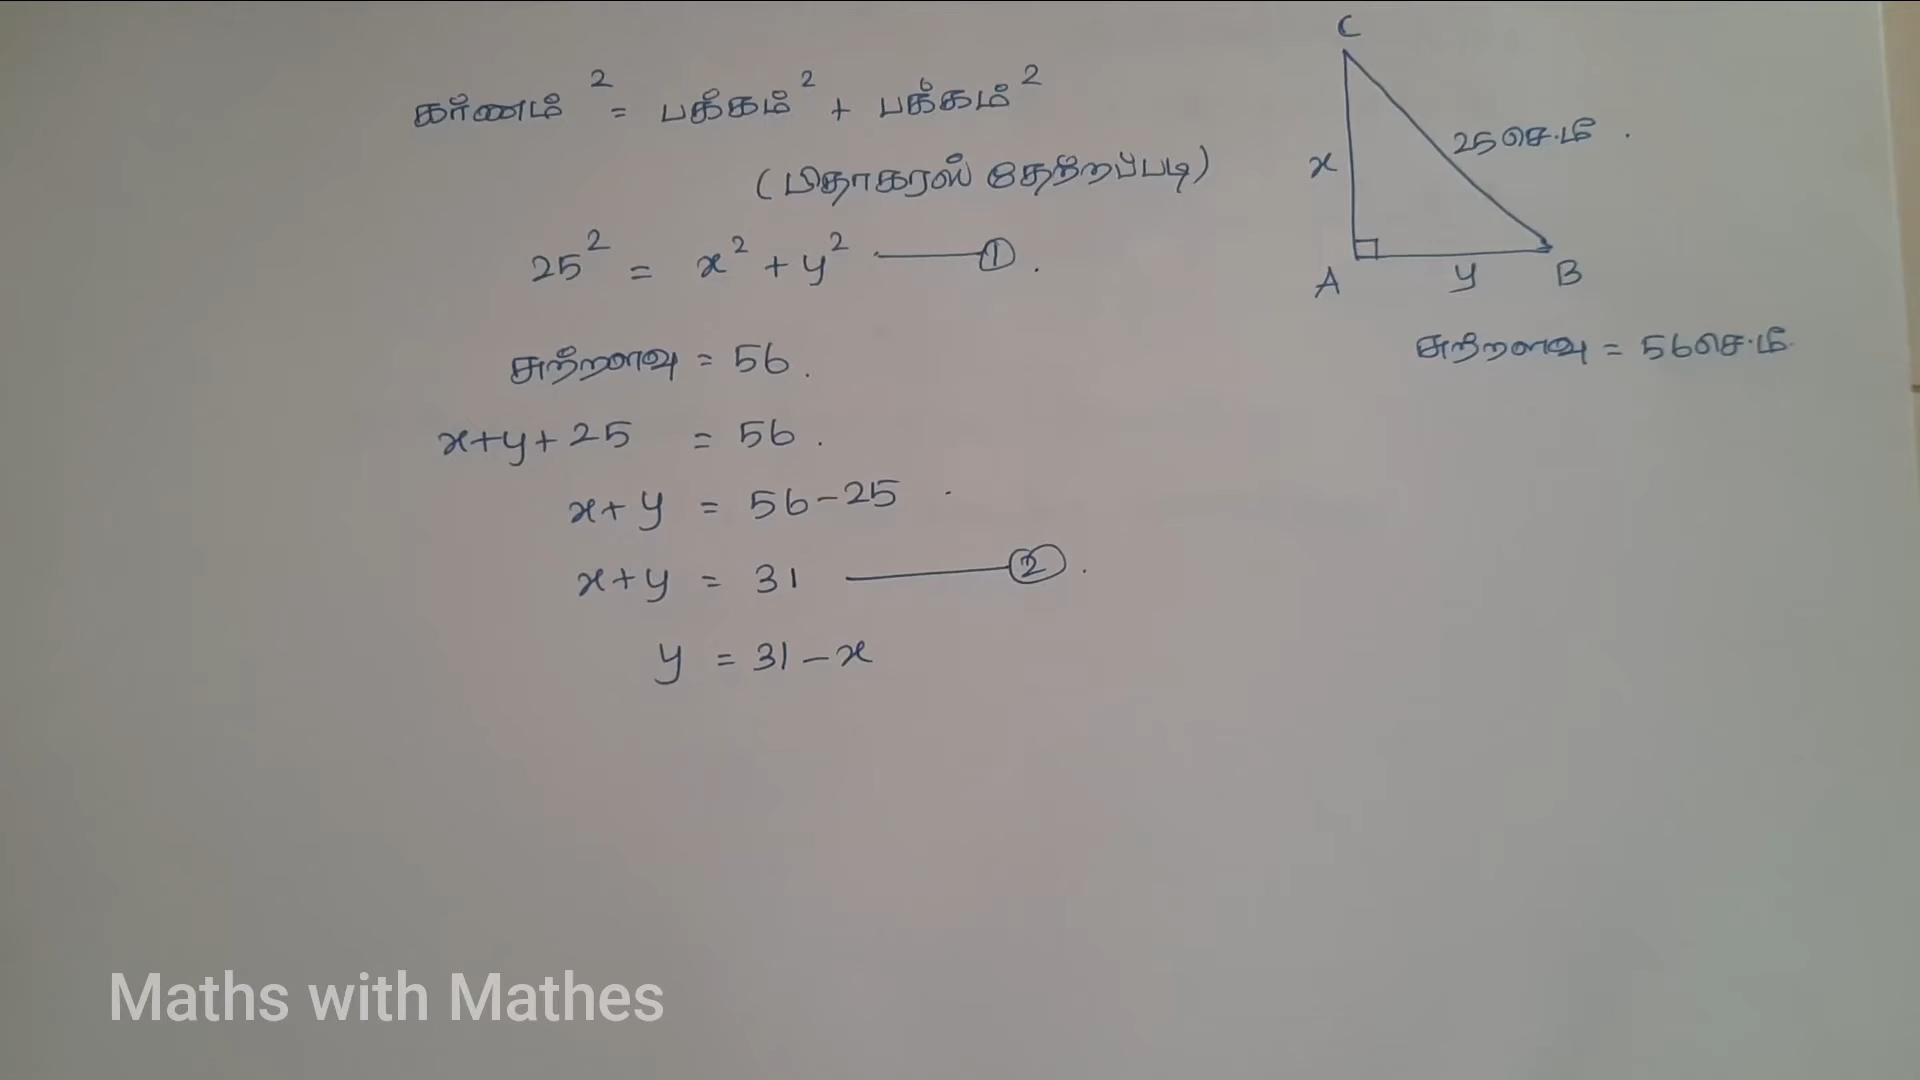 கர்ணம்² = பக்கம்² + பக்கம்²
(பிதாகரஸ் தேற்றப்படி)
25² = x² + y² —— ①.
சுற்றளவு = 56.
x+y+25 = 56.
x+y = 56-25
x+y = 31 —— ②.
y = 31-x
C
25செ.மீ.
x
A
y
B
சுற்றளவு = 56செ.மீ.
Maths with Mathes